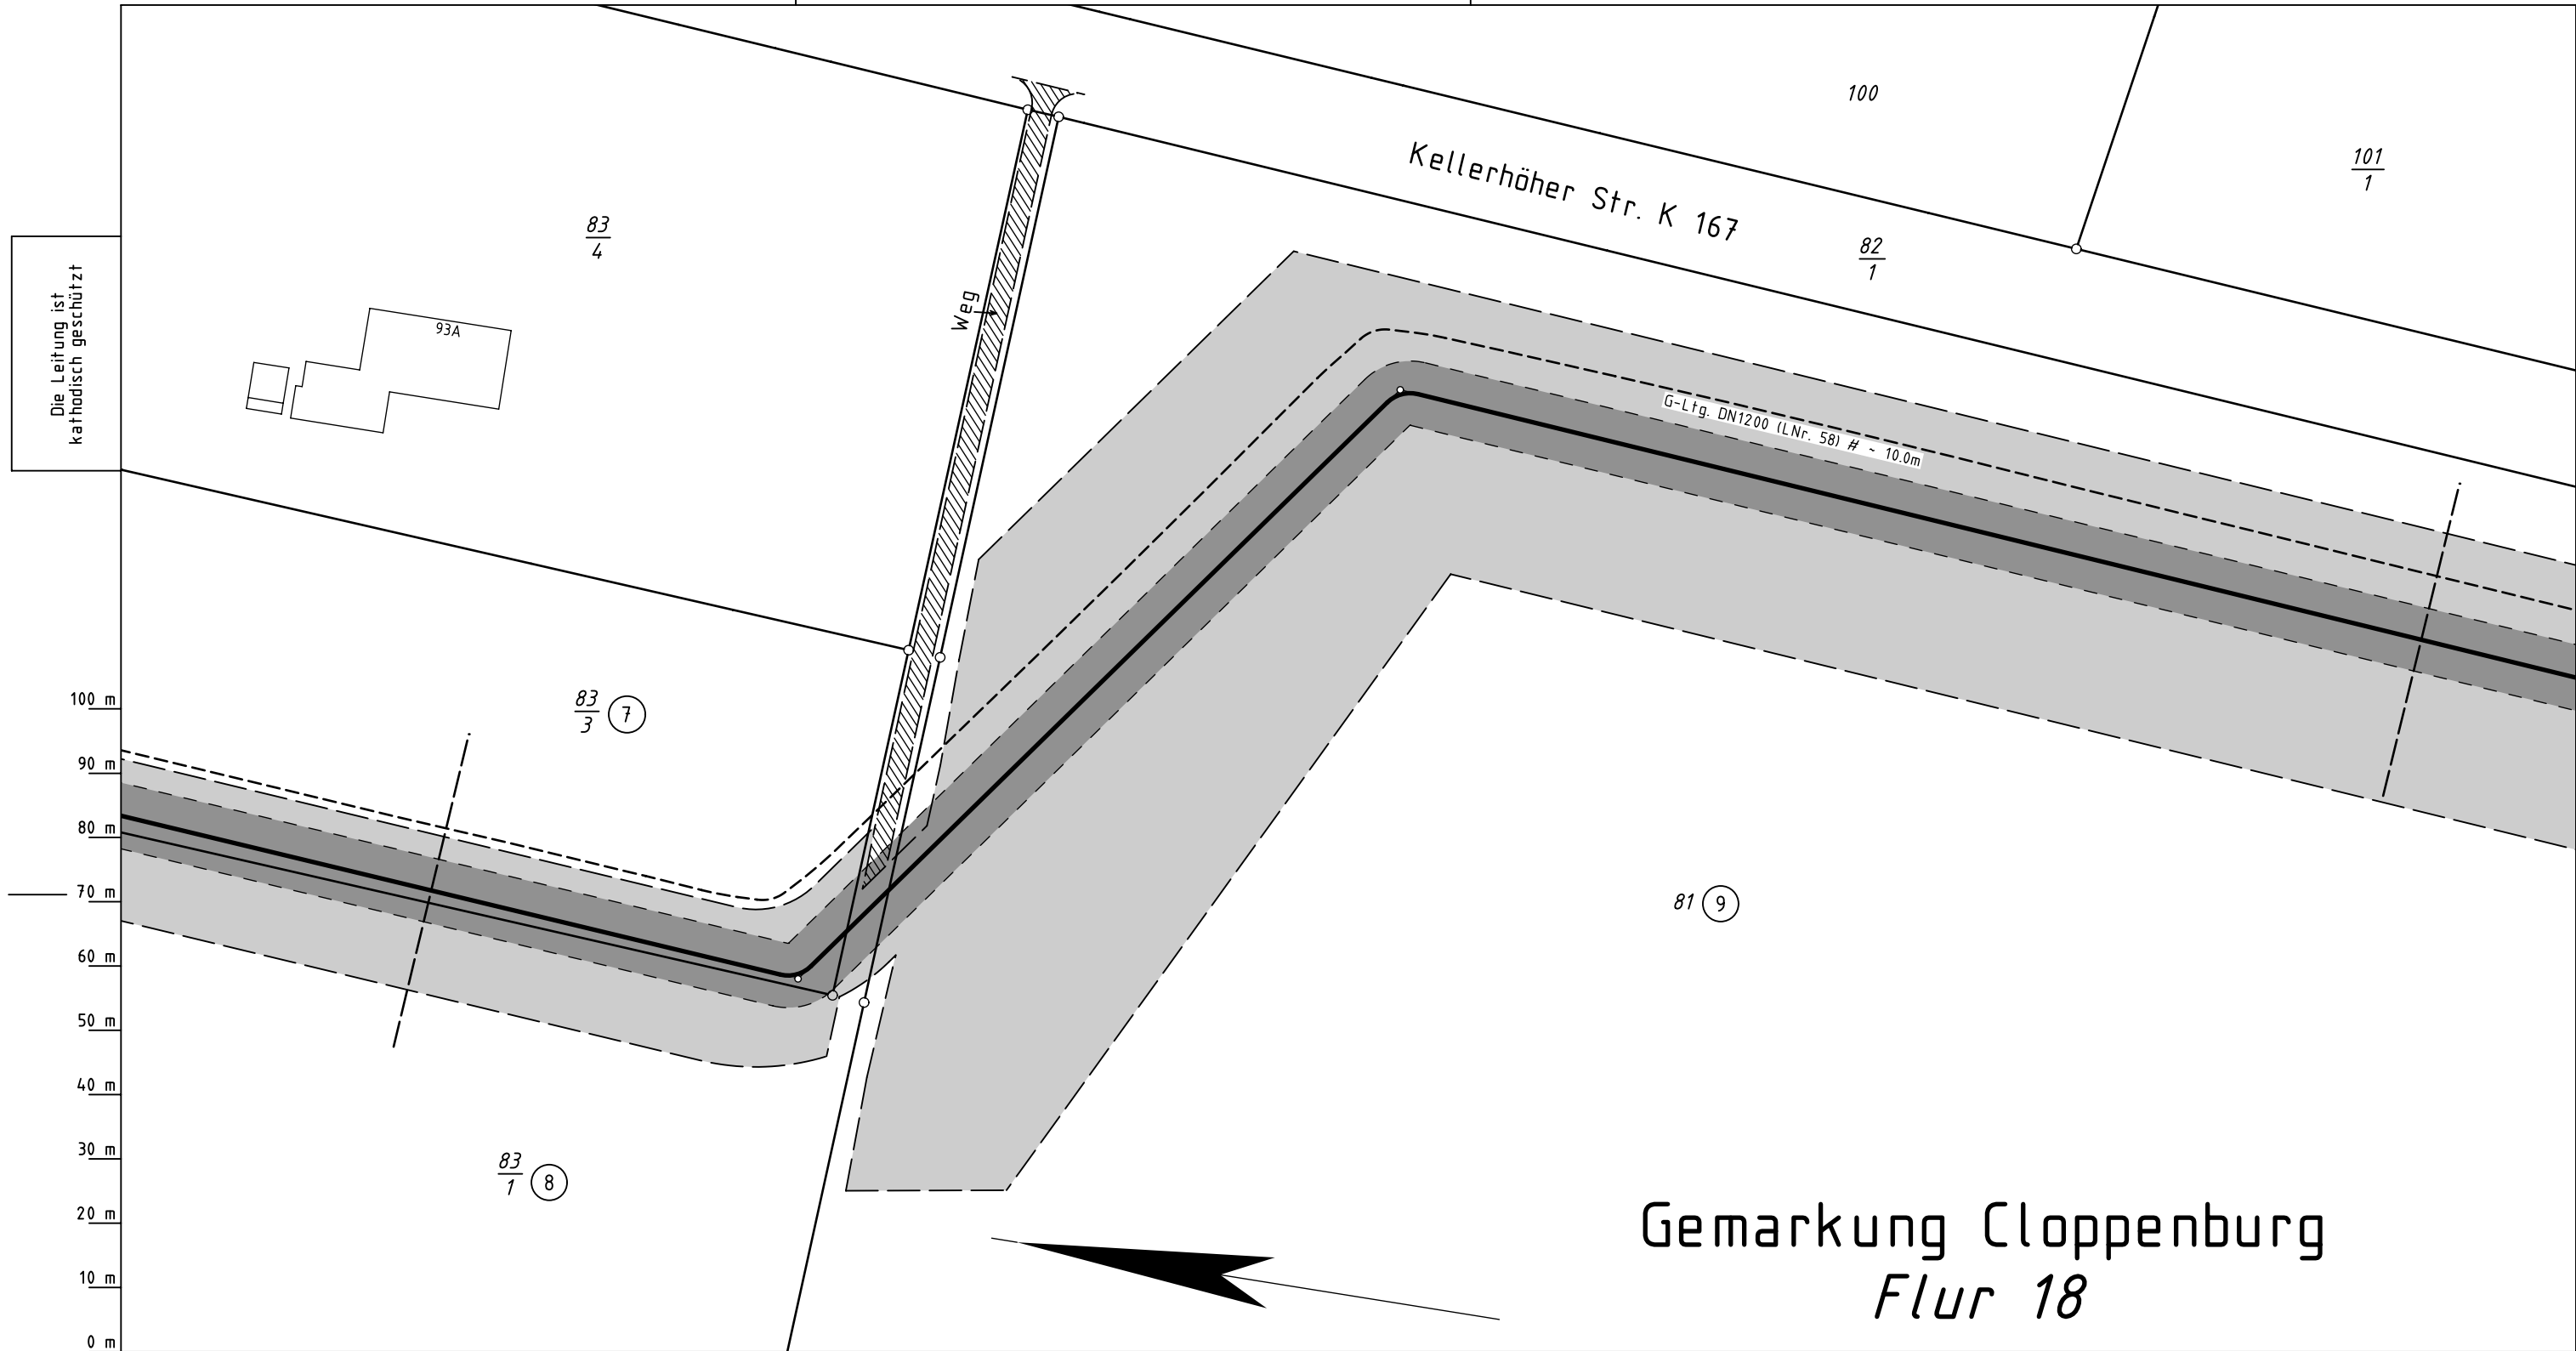 100
101
1
Kellerhöher Str. K 167
82
1
83
4
93A
Weg
Die Leitung ist
kathodisch geschützt
G-Ltg. DN1200 (LNr. 58) # ~ 10.0m
83
3
7
81
9
83
1
8
100 m
90 m
80 m
70 m
60 m
50 m
40 m
30 m
20 m
10 m
0 m
Gemarkung Cloppenburg
Flur 18